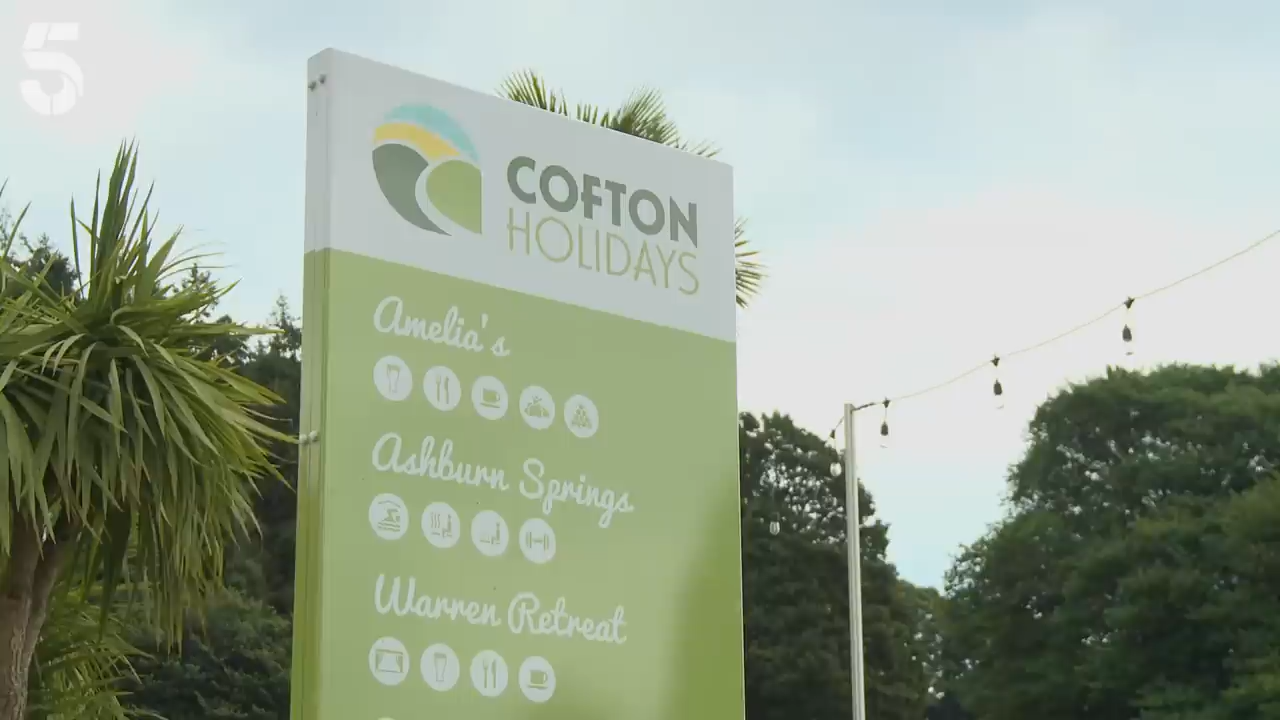 5
COFTON
HOLIDAYS
Amelia's
Ashburn Springs
Warren Retreat